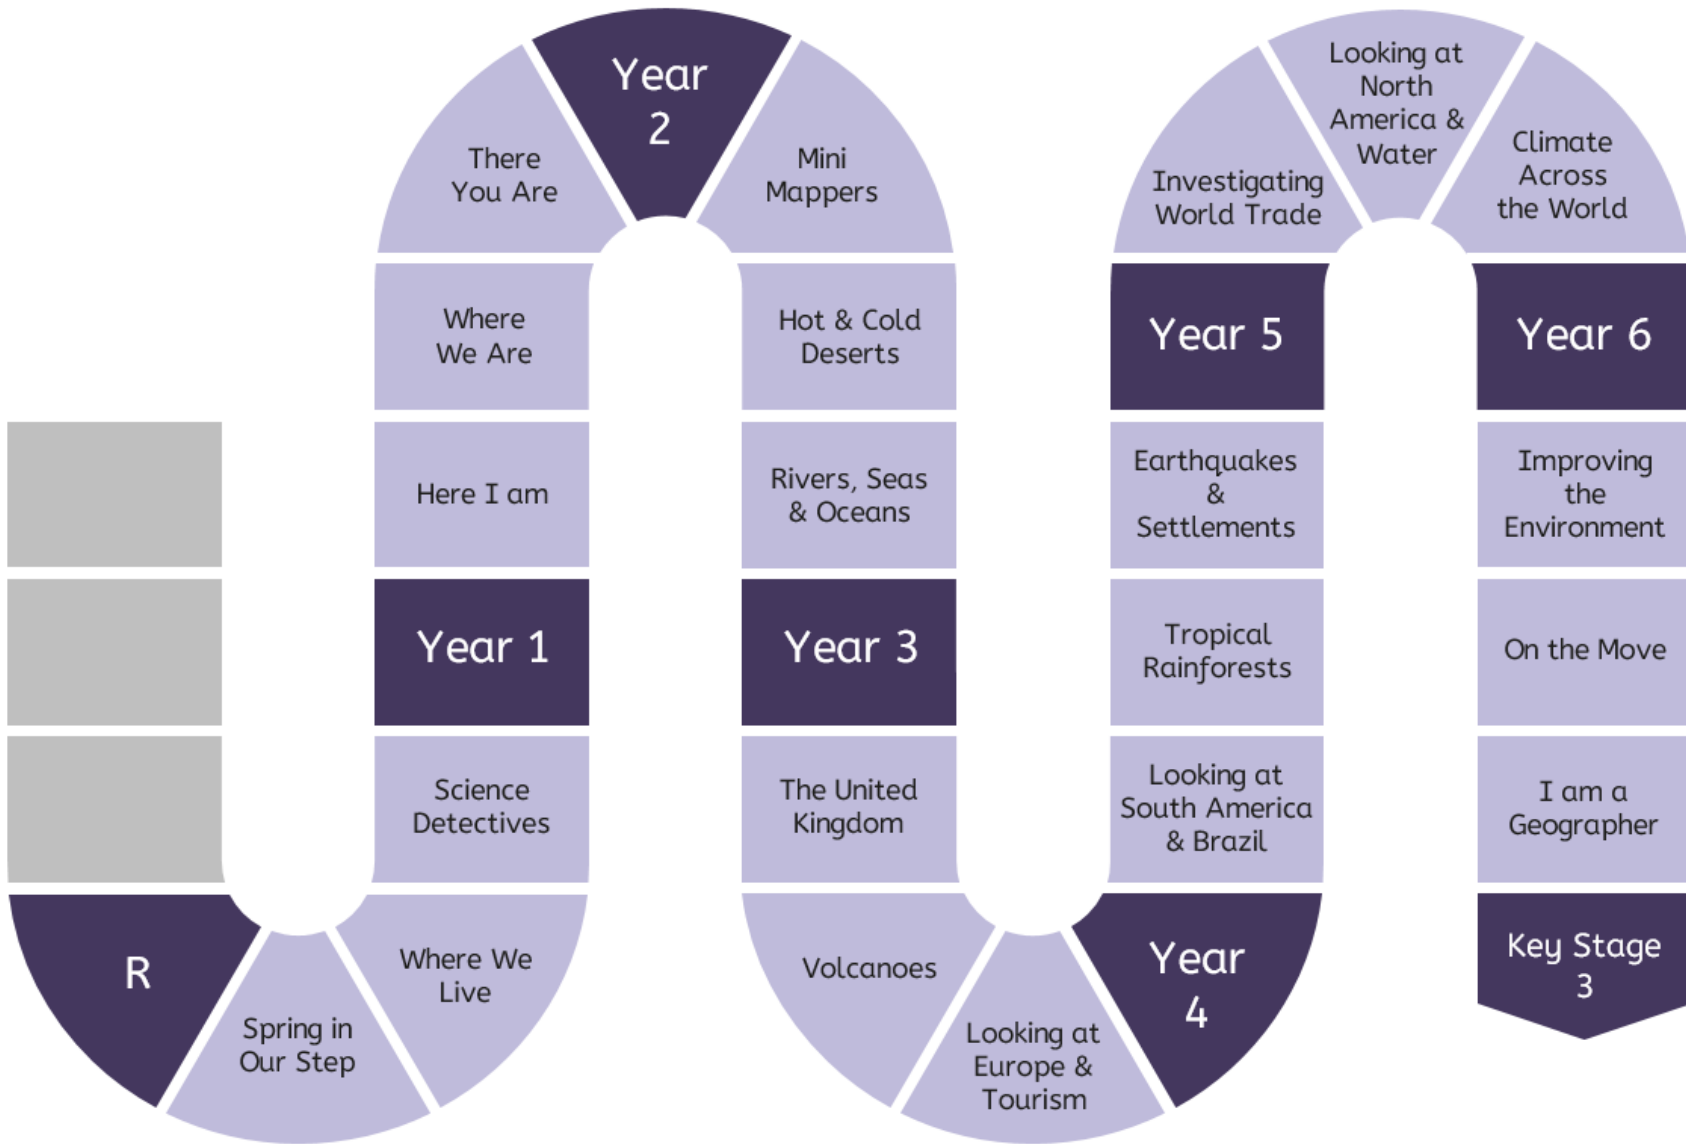 R
Spring in
Our Step
Where We
Live
Science
Detectives
Year 1
Here I am
Where
We Are
There
You Are
Year
2
Mini
Mappers
Hot & Cold
Deserts
Rivers, Seas
& Oceans
Year 3
The United
Kingdom
Volcanoes
Looking at
Europe &
Tourism
Year
4
Looking at
South America
& Brazil
Tropical
Rainforests
Earthquakes
&
Settlements
Year 5
Investigating
World Trade
Looking at
North
America &
Water
Climate
Across
the World
Year 6
Improving
the
Environment
On the Move
I am a
Geographer
Key Stage
3